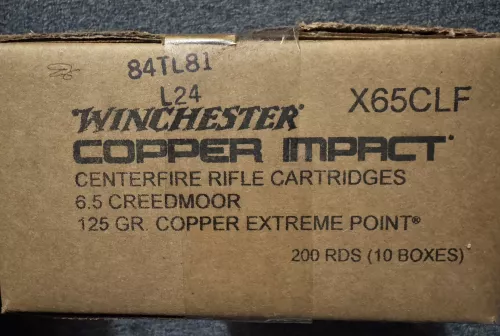 84TL81
L24
X65CLF
WINCHESTER®
COPPER IMPACT®
CENTERFIRE RIFLE CARTRIDGES
6.5 CREEDMOOR
125 GR. COPPER EXTREME POINT®
200 RDS (10 BOXES)